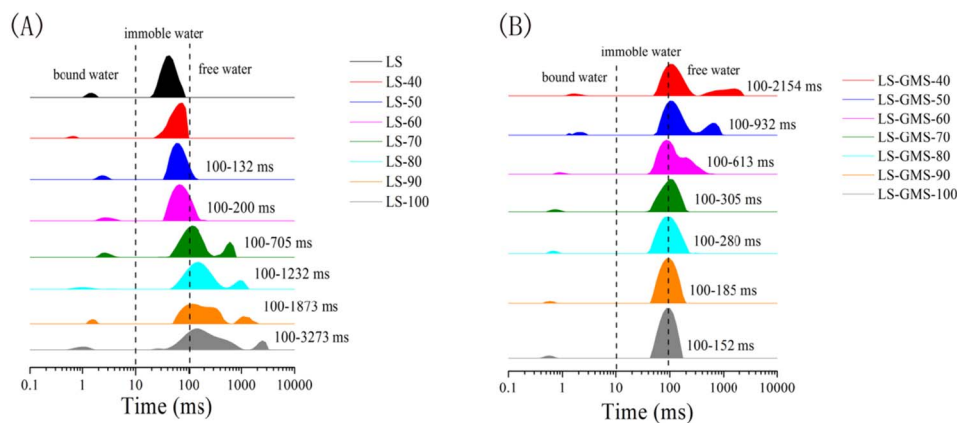 (A)
immoble water
bound water
free water
100-132 ms
100-200 ms
100-705 ms
100-1232 ms
100-1873 ms
100-3273 ms
0.1 1 10 100 1000 10000
Time (ms)
LS
LS-40
LS-50
LS-60
LS-70
LS-80
LS-90
LS-100
(B)
immoble water
bound water
free water
100-2154 ms
100-932 ms
100-613 ms
100-305 ms
100-280 ms
100-185 ms
100-152 ms
0.1 1 10 100 100 10000
Time (ms)
LS-GMS-40
LS-GMS-50
LS-GMS-60
LS-GMS-70
LS-GMS-80
LS-GMS-90
LS-GMS-100